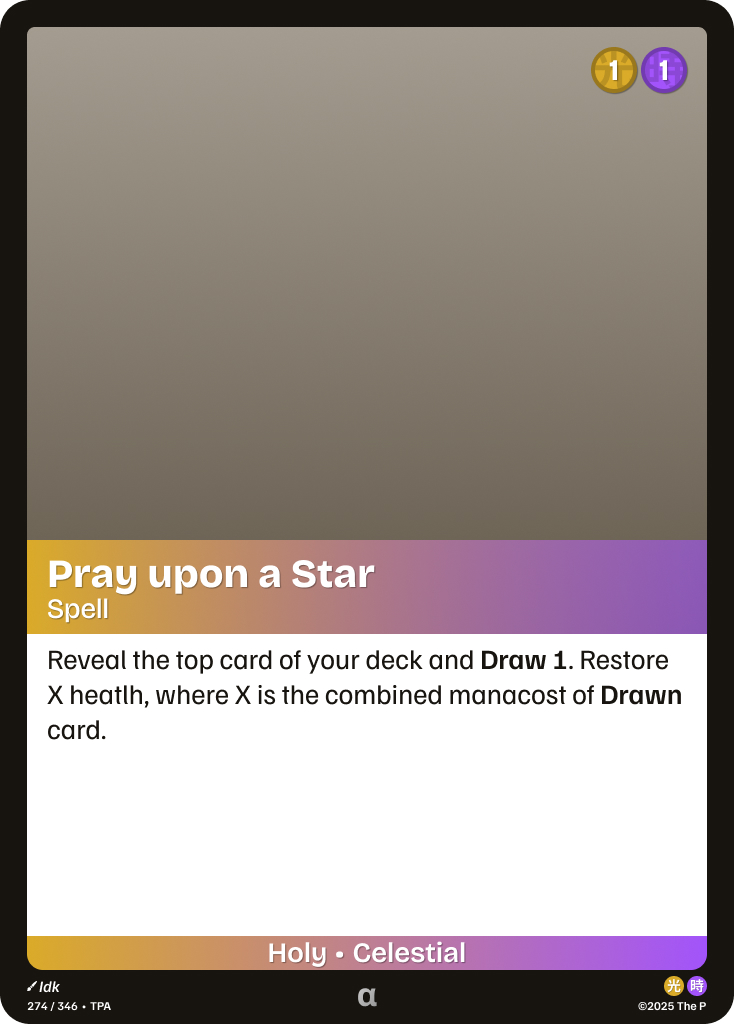 1 1
Pray upon a Star
Spell
Reveal the top card of your deck and Draw 1. Restore
X heatlh, where X is the combined manacost of Drawn
card.
Holy • Celestial
Idk
274 / 346 • TPA
α
光 時
©2025 The P